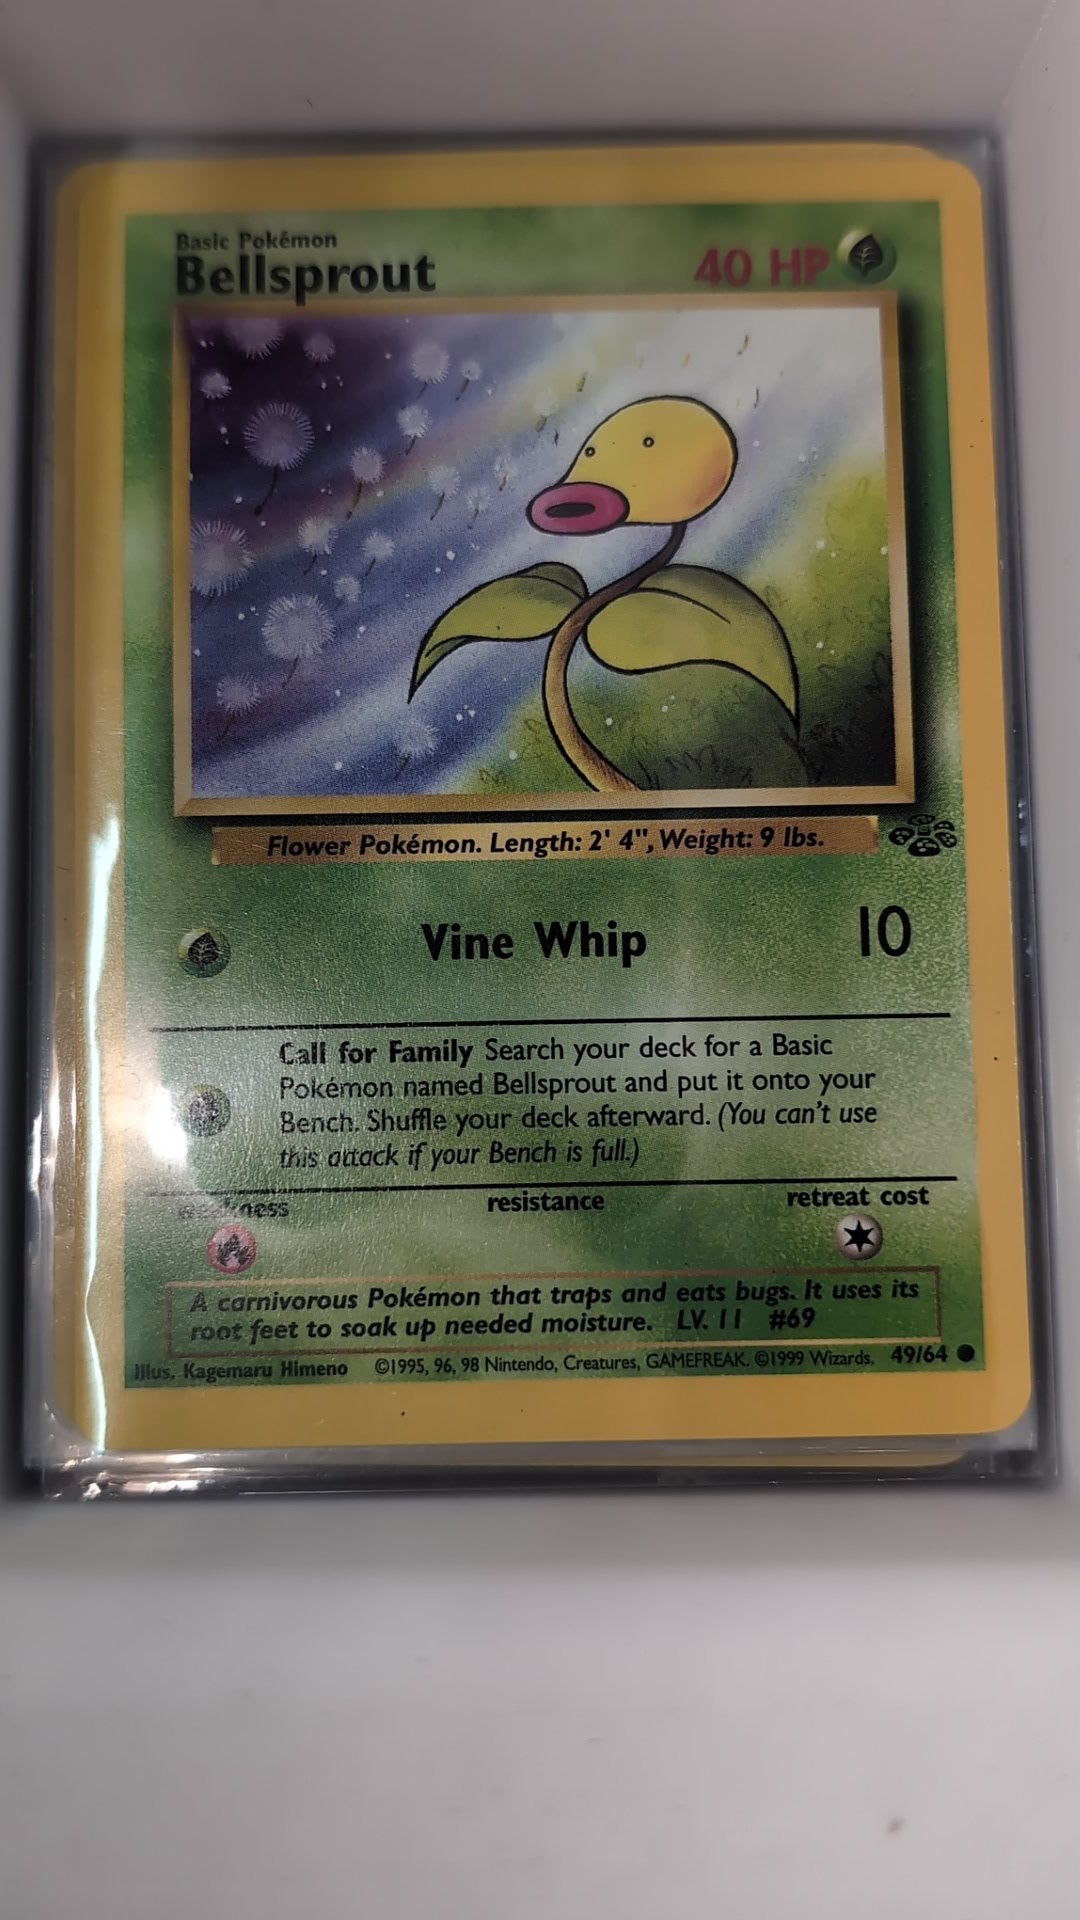 Basic Pokémon
Bellsprout
40 HP
Flower Pokémon. Length: 2' 4", Weight: 9 lbs.
Vine Whip 10
Call for Family Search your deck for a Basic
Pokémon named Bellsprout and put it onto your
Bench. Shuffle your deck afterward. (You can't use
this attack if your Bench is full.)
weakness resistance retreat cost
A carnivorous Pokémon that traps and eats bugs. It uses its
root feet to soak up needed moisture. LV. 11 #69
Illus. Kagemaru Himeno ©1995, 96, 98 Nintendo, Creatures, GAMEFREAK. ©1999 Wizards. 49/64